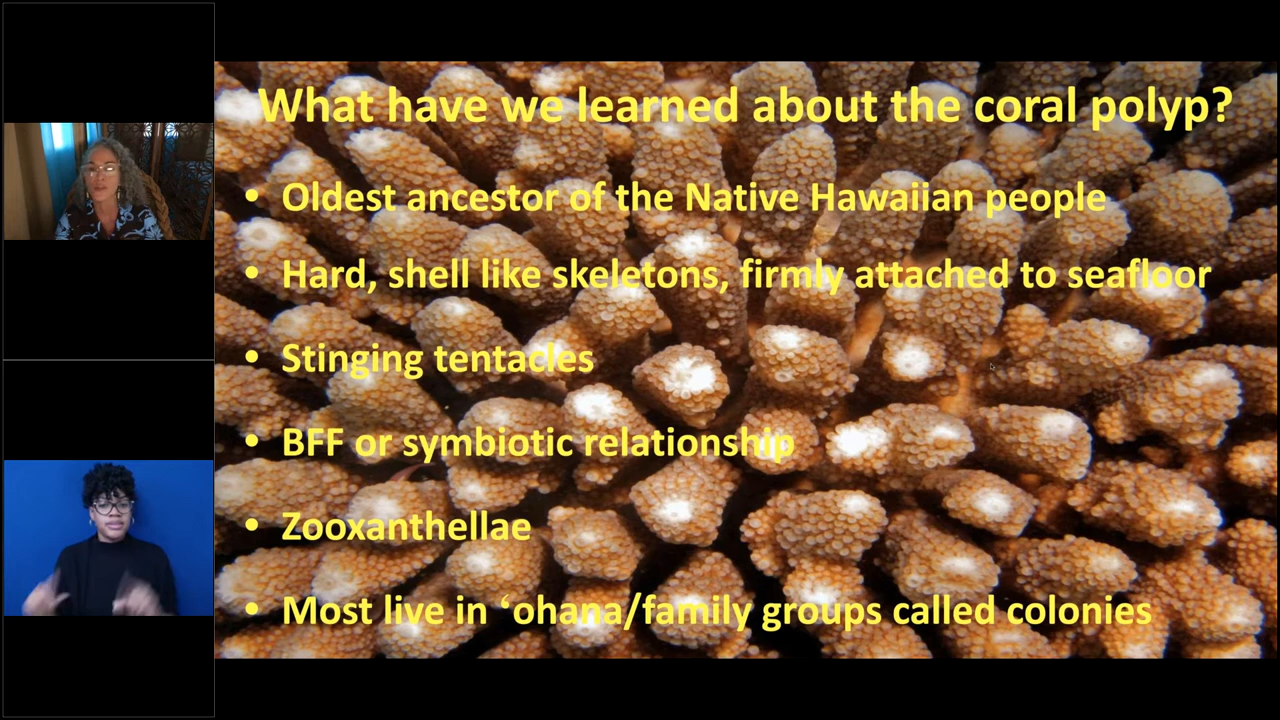 What have we learned about the coral polyp?
• Oldest ancestor of the Native Hawaiian people
• Hard, shell like skeletons, firmly attached to seafloor
• Stinging tentacles
• BFF or symbiotic relationship
• Zooxanthellae
• Most live in ‘ohana/family groups called colonies